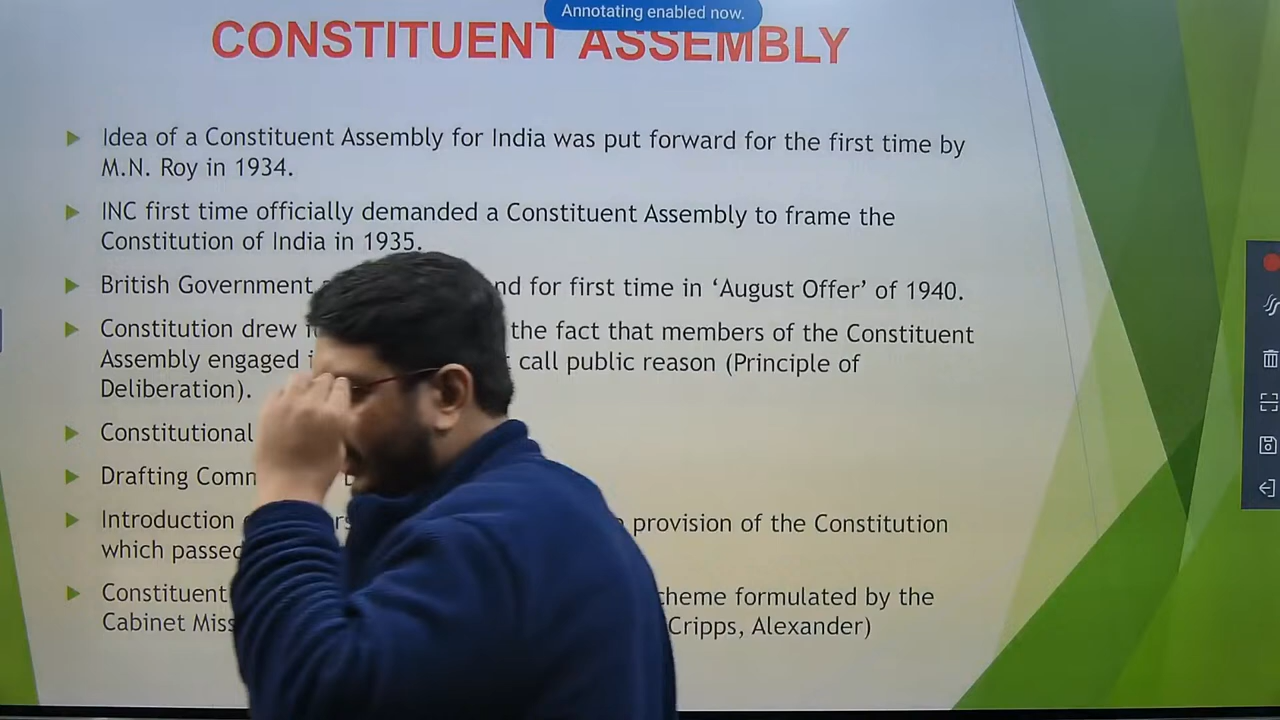 Annotating enabled now.
CONSTITUENT ASSEMBLY
Idea of a Constituent Assembly for India was put forward for the first time by
M.N. Roy in 1934.
INC first time officially demanded a Constituent Assembly to frame the
Constitution of India in 1935.
British Government nd for first time in ‘August Offer’ of 1940.
Constitution drew the fact that members of the Constituent
Assembly engaged call public reason (Principle of
Deliberation).
Constitutional
Drafting
Introduction provision of the Constitution
which passed
Constituent cheme formulated by the
Cabinet Cripps, Alexander)